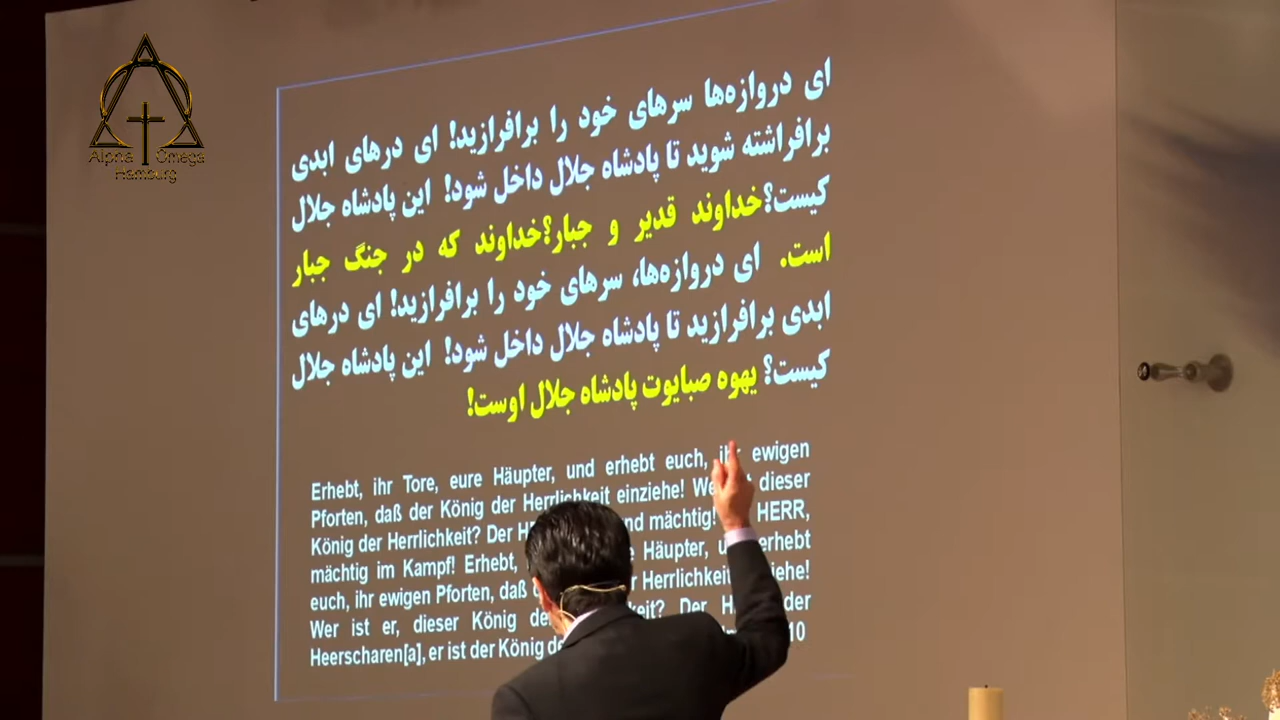 Alpha Omega
Hamburg
ای دروازه‌ها سرهای خود را برافرازید! ای درهای ابدی
برافراشته شوید تا پادشاه جلال داخل شود! این پادشاه جلال
کیست؟خداوند قدیر و جبار؟خداوند که در جنگ جبار
است. ای دروازه‌ها، سرهای خود را برافرازید! ای درهای
ابدی برافرازید تا پادشاه جلال داخل شود! این پادشاه جلال
کیست؟ یهوه صبایوت پادشاه جلال اوست!
Erhebt, ihr Tore, eure Häupter, und erhebt euch, ihr ewigen
Pforten, daß der König der Herrlichkeit einziehe! dieser
König der Herrlichkeit? Der und mächtig! HERR,
mächtig im Kampf! Erhebt, Häupter, erhebt
euch, ihr ewigen Pforten, daß Herrlichkeit
Wer ist er, dieser König Der der
Heerscharen[a], er ist der König 10